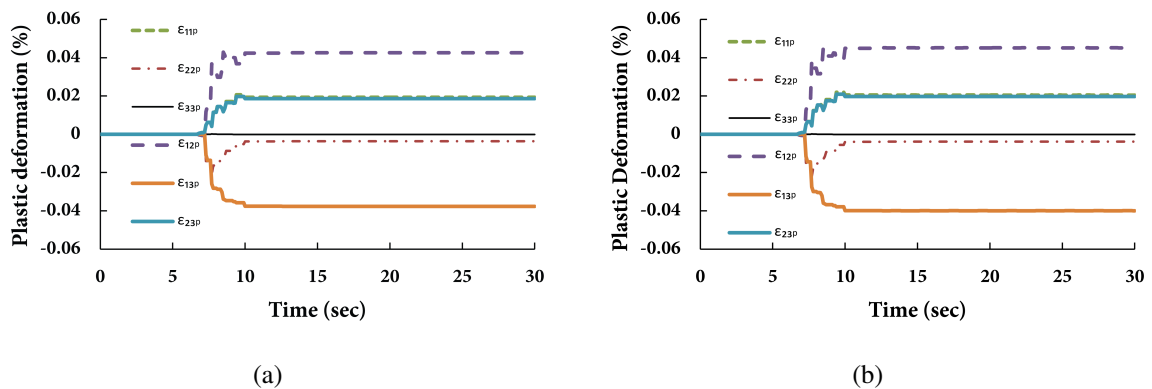 Plastic deformation (%)
0.06
0.04
0.02
0
-0.02
-0.04
-0.06
ε11p
ε22p
ε33p
ε12p
ε13p
ε23p
0 5 10 15 20 25 30
Time (sec)
(a)
Plastic Deformation (%)
0.06
0.04
0.02
0
-0.02
-0.04
-0.06
ε11p
ε22p
ε33p
ε12p
ε13p
ε23p
0 5 10 15 20 25 30
Time (sec)
(b)